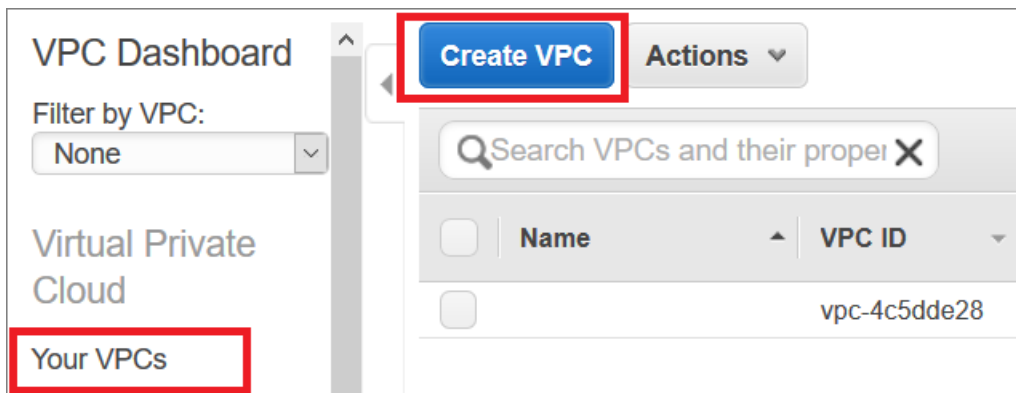 VPC Dashboard
Filter by VPC:
None
Virtual Private
Cloud
Your VPCs
Create VPC
Actions
Search VPCs and their proper
Name
VPC ID
vpc-4c5dde28